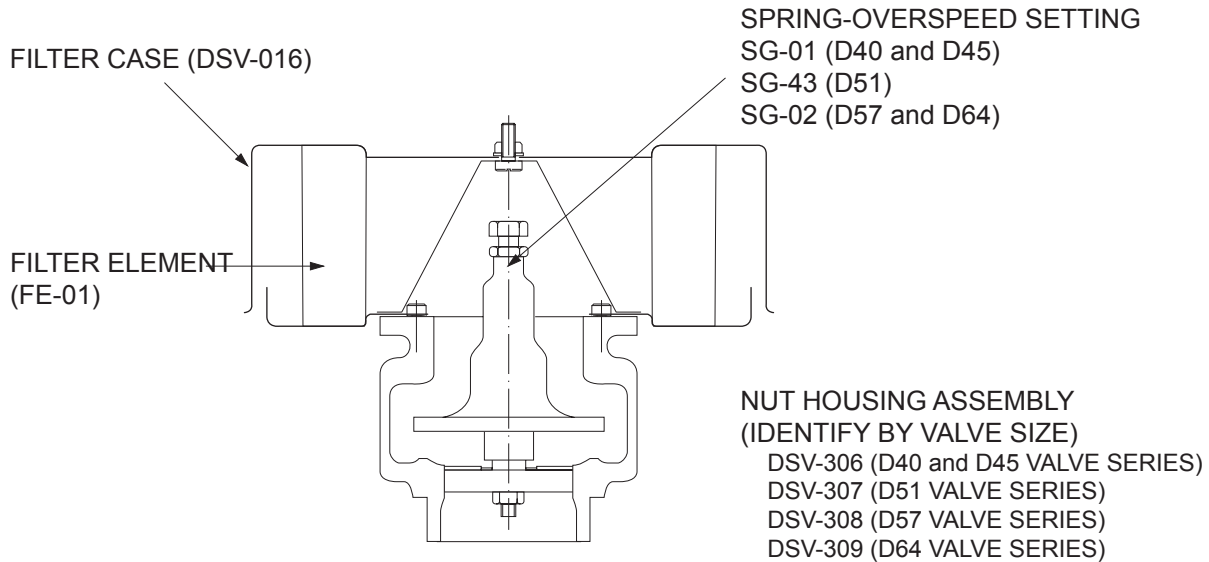 FILTER CASE (DSV-016)
FILTER ELEMENT
(FE-01)
SPRING-OVERSPEED SETTING
SG-01 (D40 and D45)
SG-43 (D51)
SG-02 (D57 and D64)
NUT HOUSING ASSEMBLY
(IDENTIFY BY VALVE SIZE)
DSV-306 (D40 and D45 VALVE SERIES)
DSV-307 (D51 VALVE SERIES)
DSV-308 (D57 VALVE SERIES)
DSV-309 (D64 VALVE SERIES)